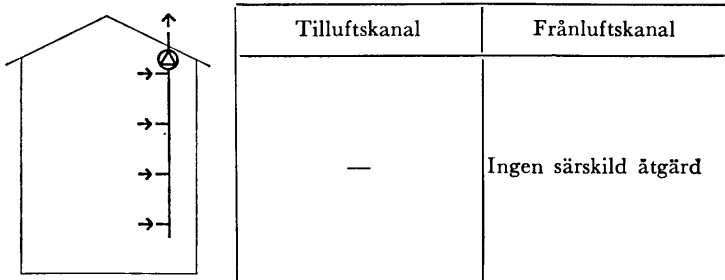 Tilluftskanal
Frånluftskanal
—
Ingen särskild åtgärd